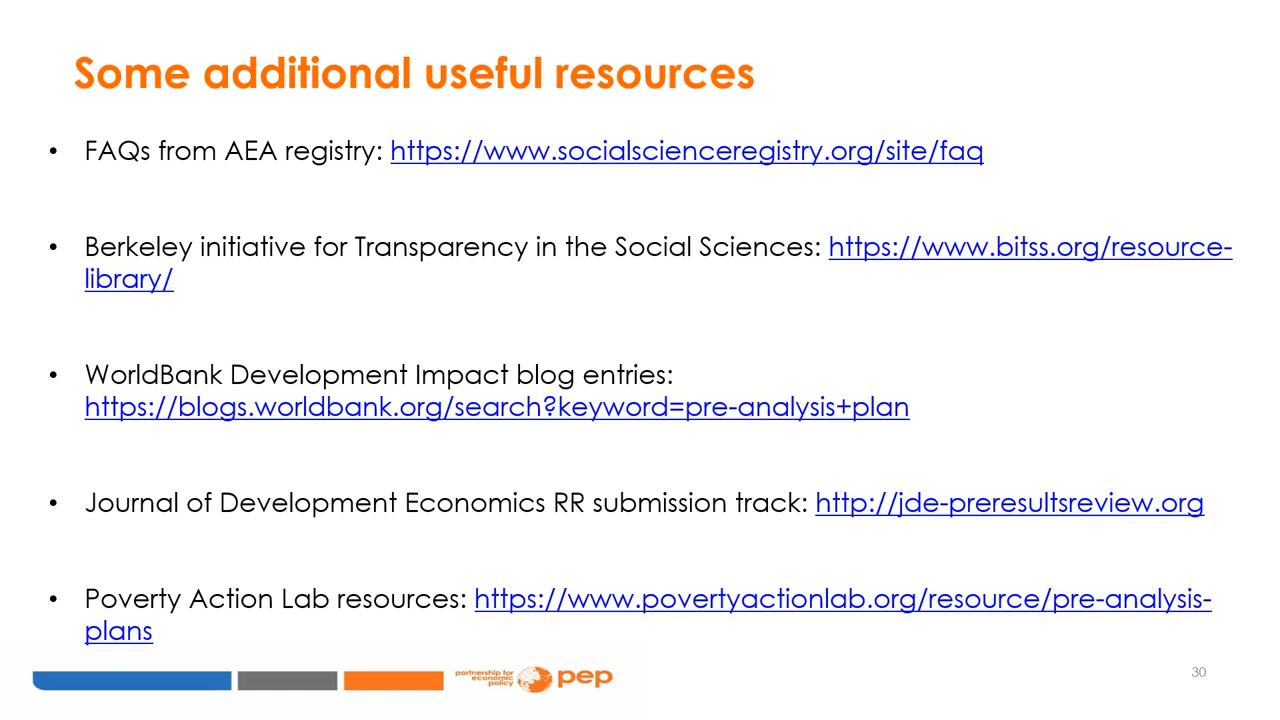 Some additional useful resources
• FAQs from AEA registry: https://www.socialscienceregistry.org/site/faq
• Berkeley initiative for Transparency in the Social Sciences: https://www.bitss.org/resource-
library/
• WorldBank Development Impact blog entries:
https://blogs.worldbank.org/search?keyword=pre-analysis+plan
• Journal of Development Economics RR submission track: http://jde-preresultsreview.org
• Poverty Action Lab resources: https://www.povertyactionlab.org/resource/pre-analysis-
plans
partnership for
economic
policy
pep
30